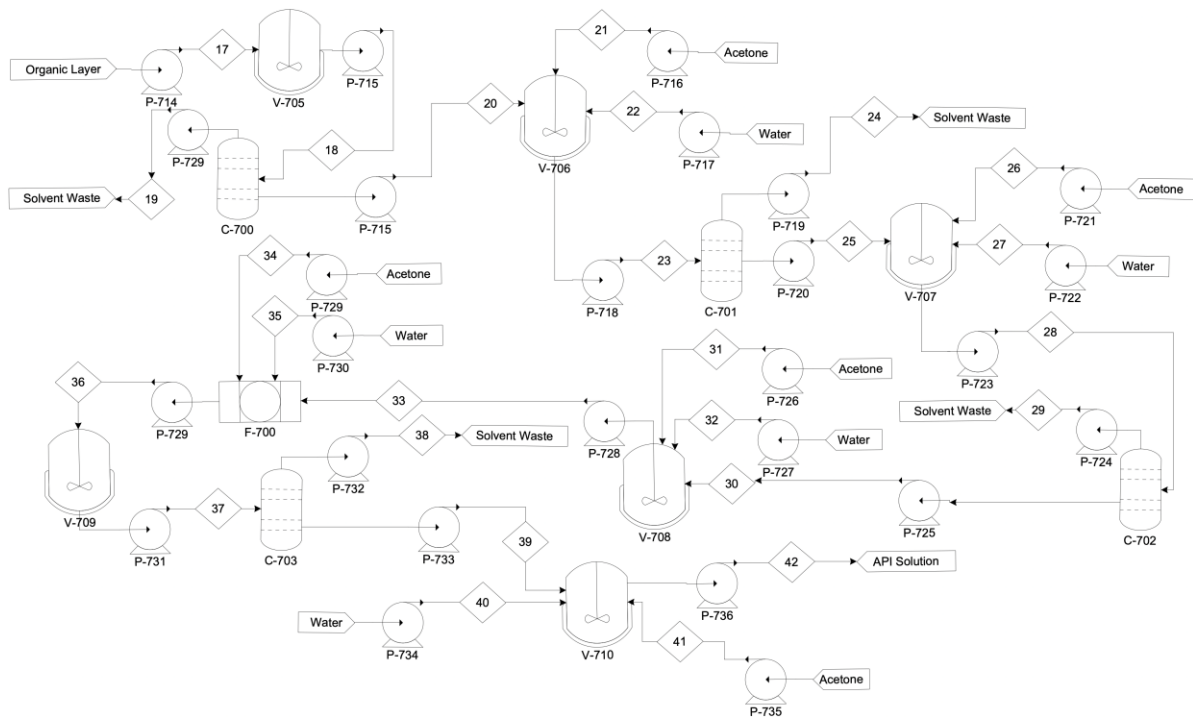 17
21
Acetone
P-716
Organic Layer
P-714
V-705
P-715
20
22
24
Solvent Waste
P-729
18
V-706
P-717
Water
26
Acetone
P-721
Solvent Waste
19
C-700
P-715
P-719
25
27
34
Acetone
P-729
23
P-718
C-701
P-720
V-707
P-722
Water
35
Water
P-730
31
Acetone
P-726
P-723
28
36
P-729
F-700
33
P-728
32
Water
P-727
Solvent Waste
29
P-724
38
Solvent Waste
P-732
V-709
37
P-731
C-703
P-733
39
V-708
30
P-725
C-702
42
API Solution
P-736
Water
P-734
40
V-710
41
Acetone
P-735